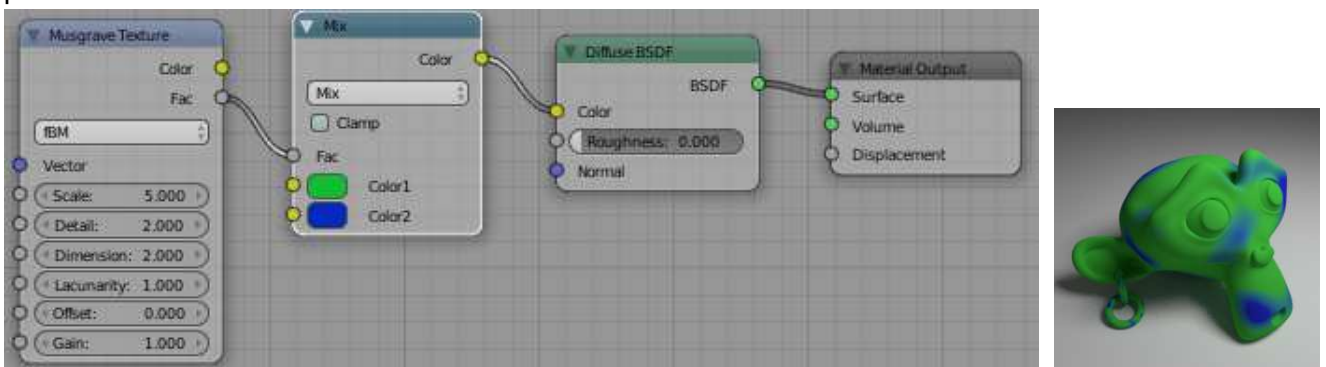 Musgrave Texture
Color
Fac
fBM
Vector
Scale: 5.000
Detail: 2.000
Dimension: 2.000
Lacunarity: 1.000
Offset: 0.000
Gain: 1.000
Mix
Color
Mix
Clamp
Fac
Color1
Color2
Diffuse BSDF
BSDF
Color
Roughness: 0.000
Normal
Material Output
Surface
Volume
Displacement